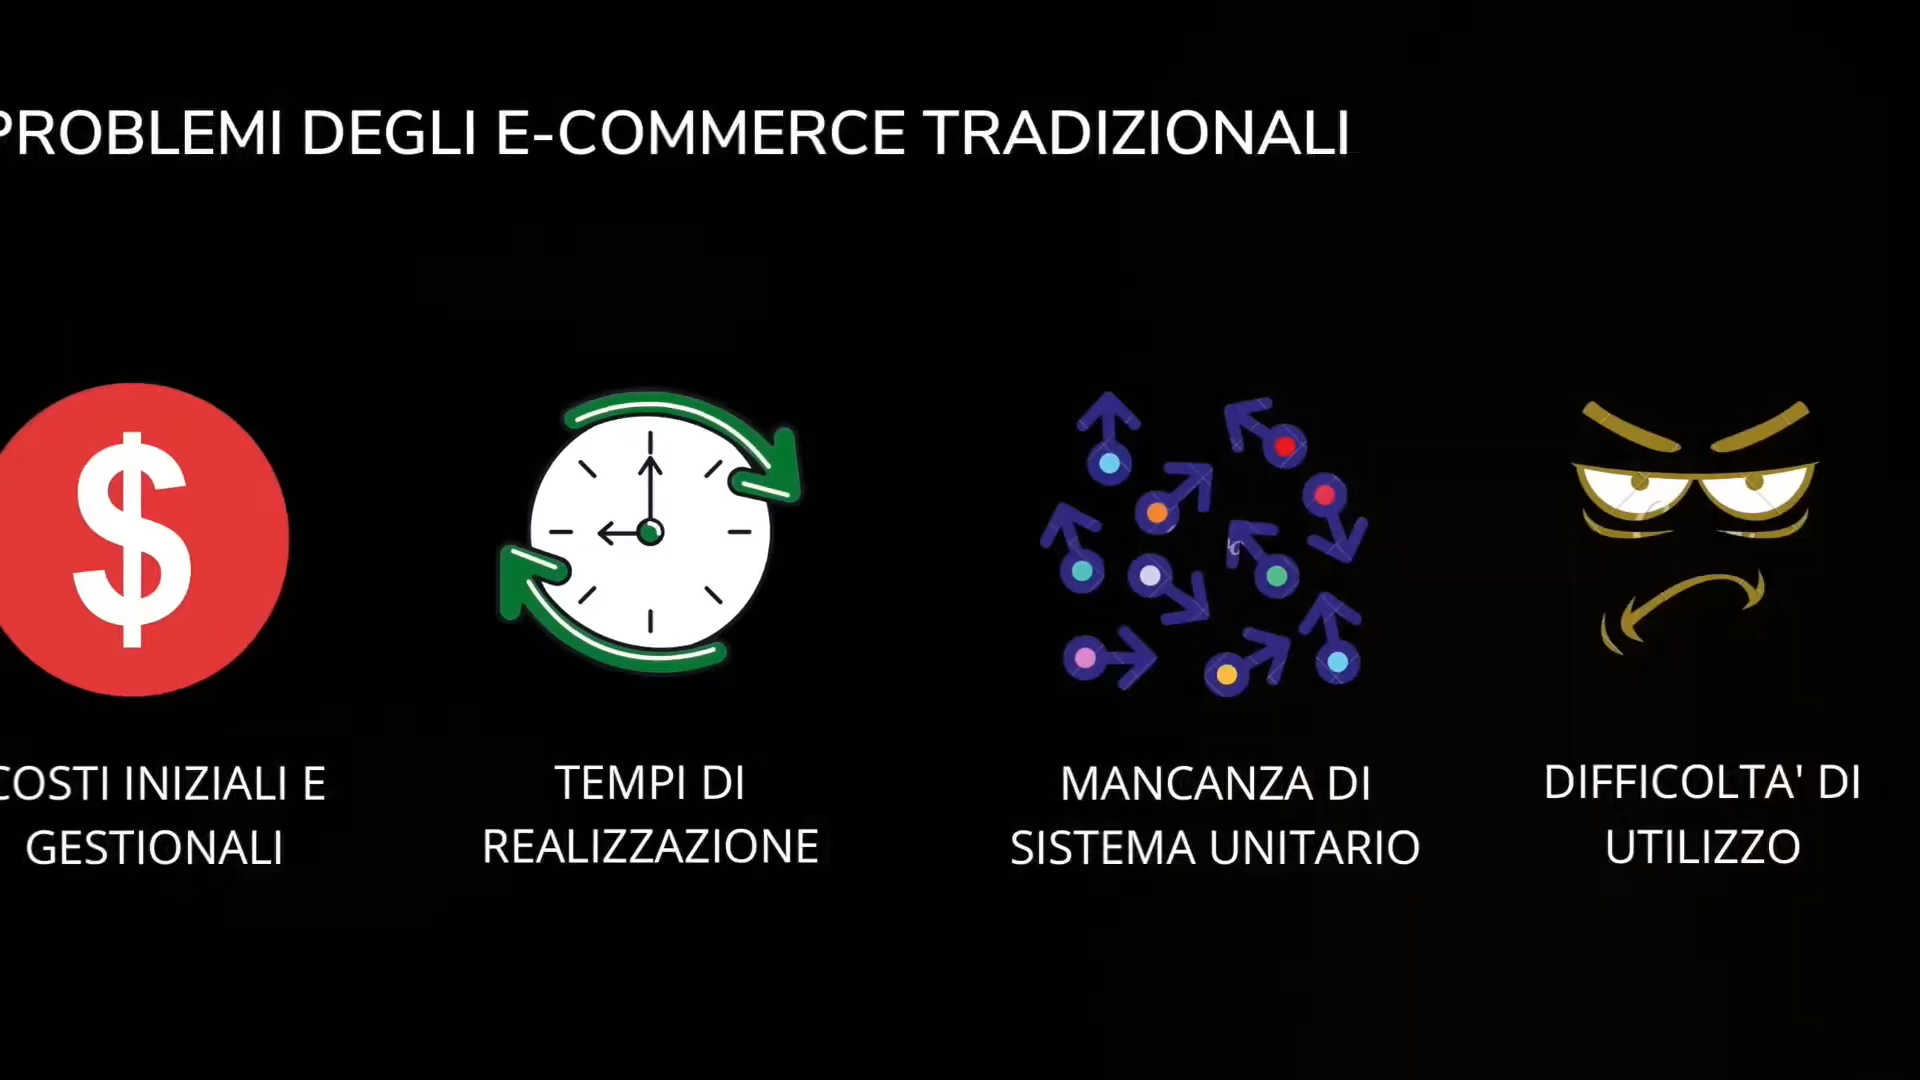 PROBLEMI DEGLI E-COMMERCE TRADIZIONALI
$
COSTI INIZIALI E
GESTIONALI
TEMPI DI
REALIZZAZIONE
MANCANZA DI
SISTEMA UNITARIO
DIFFICOLTA' DI
UTILIZZO